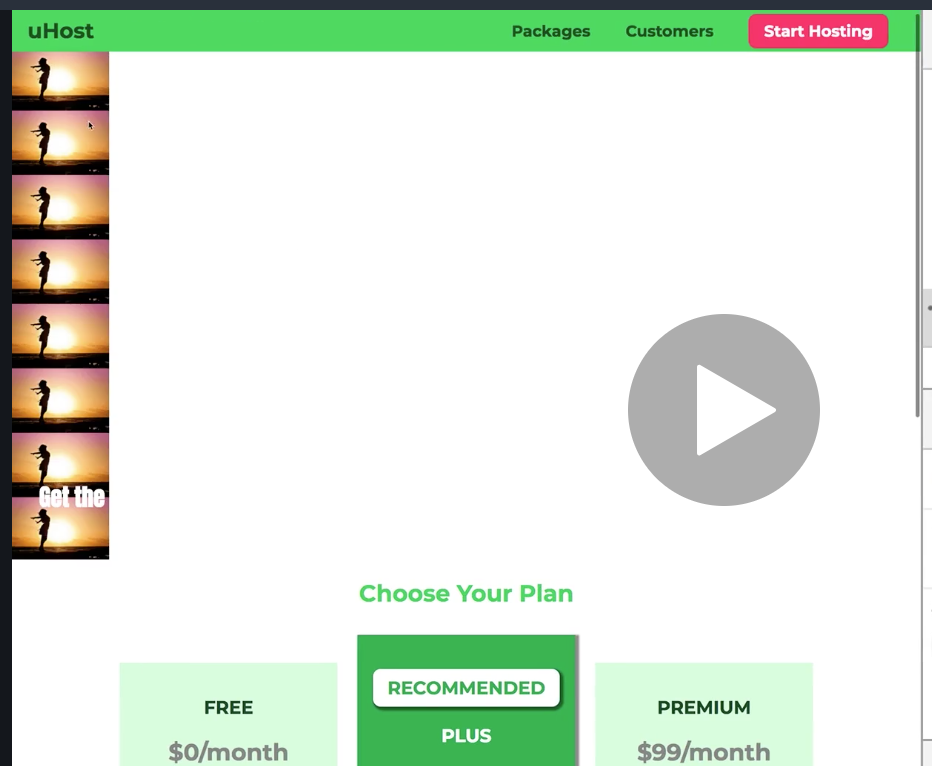 uHost Packages Customers Start Hosting
Get the
Choose Your Plan
RECOMMENDED
FREE PLUS PREMIUM
$0/month $99/month